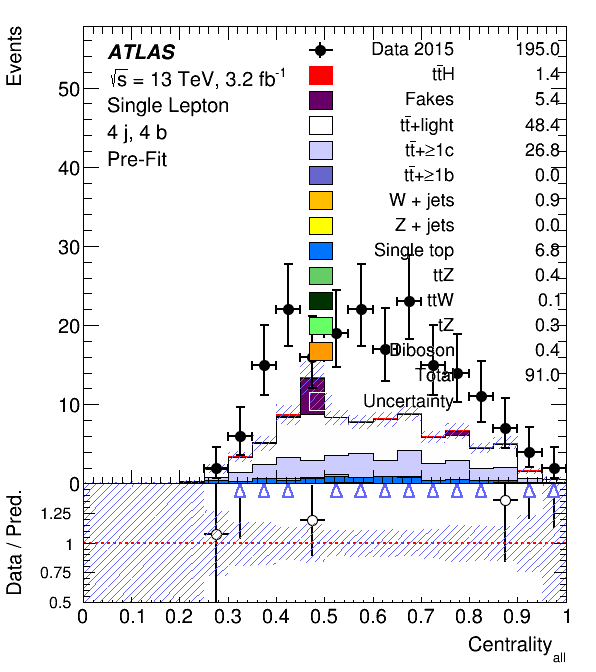 Events
ATLAS
√s = 13 TeV, 3.2 fb⁻¹
Single Lepton
4 j, 4 b
Pre-Fit
Data 2015 195.0
tt̄H 1.4
Fakes 5.4
tt̄+light 48.4
tt̄+≥1c 26.8
tt̄+≥1b 0.0
W + jets 0.9
Z + jets 0.0
Single top 6.8
ttZ 0.4
ttW 0.1
tZ 0.3
Diboson 0.4
Total 91.0
Uncertainty
50
40
30
20
10
0
Data / Pred.
1.25
1
0.75
0.5
0 0.1 0.2 0.3 0.4 0.5 0.6 0.7 0.8 0.9 1
Centrality_all